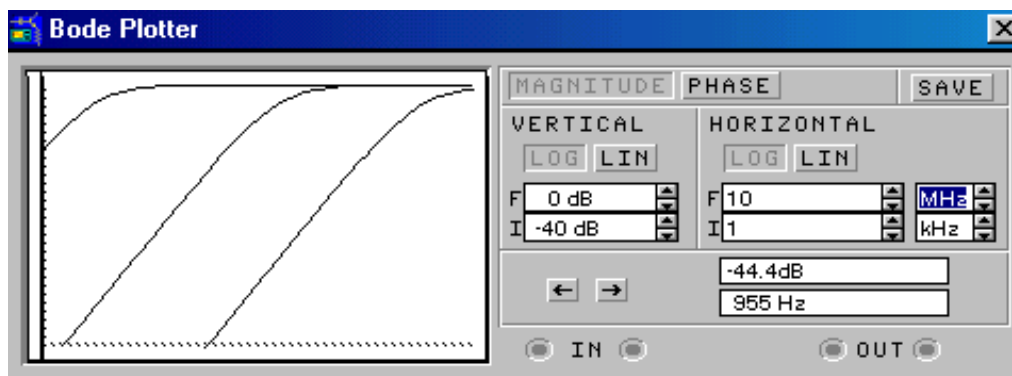 Bode Plotter
MAGNITUDE PHASE SAVE
VERTICAL HORIZONTAL
LOG LIN LOG LIN
F 0 dB F 10 MHz
I -40 dB I 1 kHz
-44.4dB
955 Hz
IN OUT